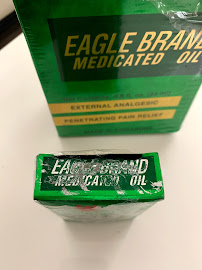 EAGLE BRAND
MEDICATED OIL
EXTERNAL ANALGESIC
PENETRATING PAIN RELIEF
EAGLE BRAND
MEDICATED OIL